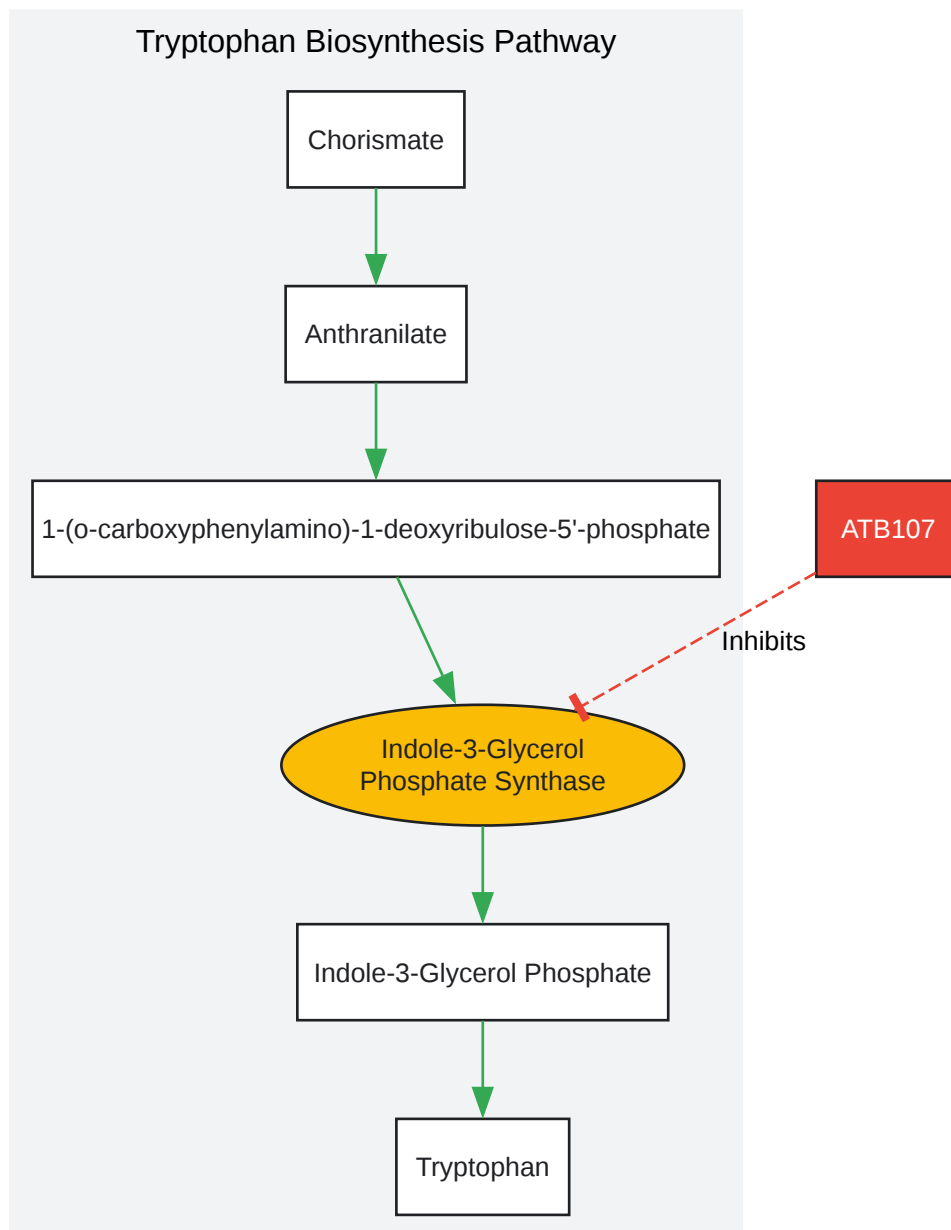 Tryptophan Biosynthesis Pathway
Chorismate
Anthranilate
1-(o-carboxyphenylamino)-1-deoxyribulose-5'-phosphate
ATB107
Inhibits
Indole-3-Glycerol
Phosphate Synthase
Indole-3-Glycerol Phosphate
Tryptophan